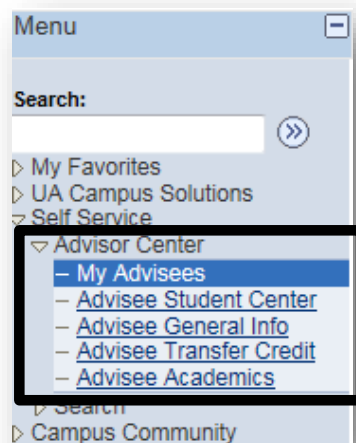 Menu
Search:
My Favorites
UA Campus Solutions
Self Service
Advisor Center
– My Advisees
– Advisee Student Center
– Advisee General Info
– Advisee Transfer Credit
– Advisee Academics
Search
Campus Community